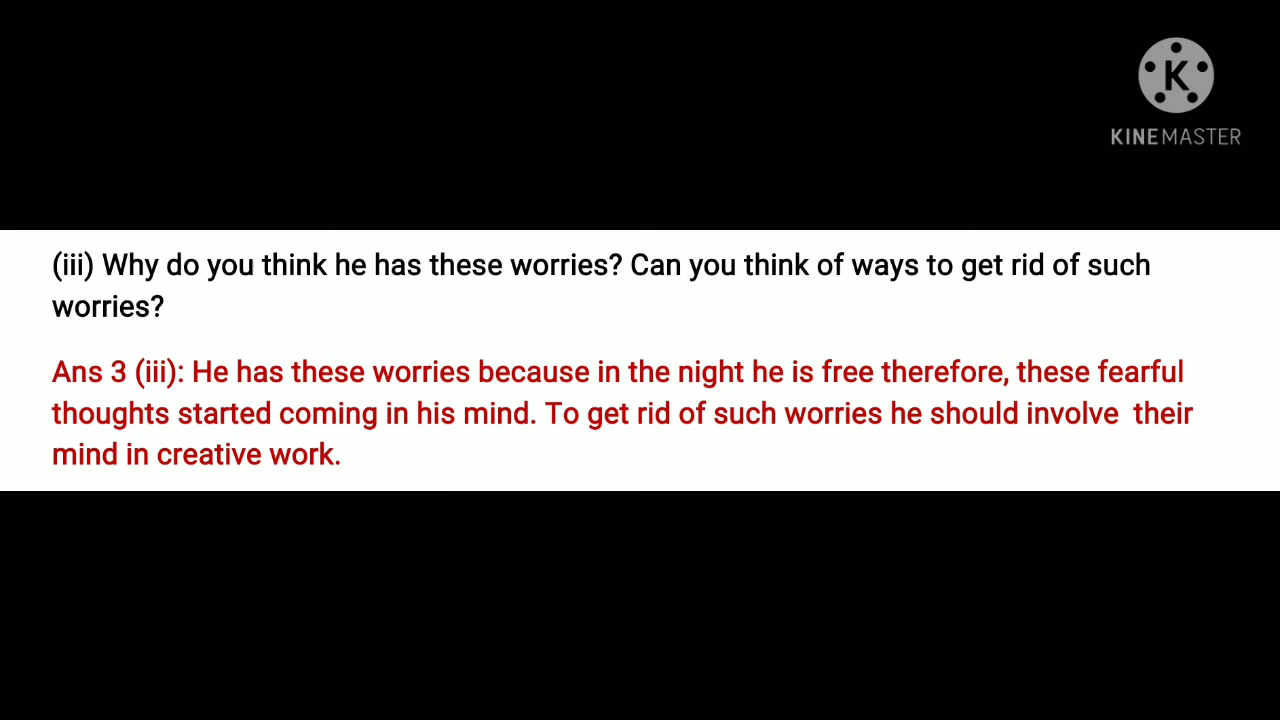 K
KINEMASTER
(iii) Why do you think he has these worries? Can you think of ways to get rid of such
worries?
Ans 3 (iii): He has these worries because in the night he is free therefore, these fearful
thoughts started coming in his mind. To get rid of such worries he should involve  their
mind in creative work.